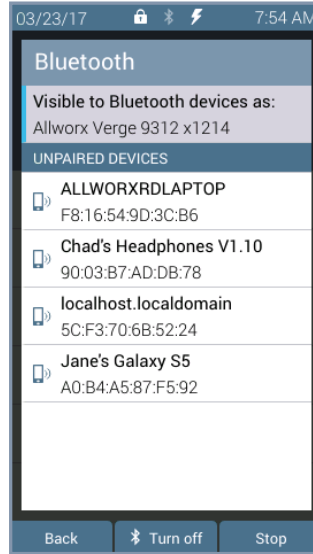 03/23/17 7:54 AM
Bluetooth
Visible to Bluetooth devices as:
Allworx Verge 9312 x1214
UNPAIRED DEVICES
ALLWORXRDLAPTOP
F8:16:54:9D:3C:B6
Chad's Headphones V1.10
90:03:B7:AD:DB:78
localhost.localdomain
5C:F3:70:6B:52:24
Jane's Galaxy S5
A0:B4:A5:87:F5:92
Back Turn off Stop